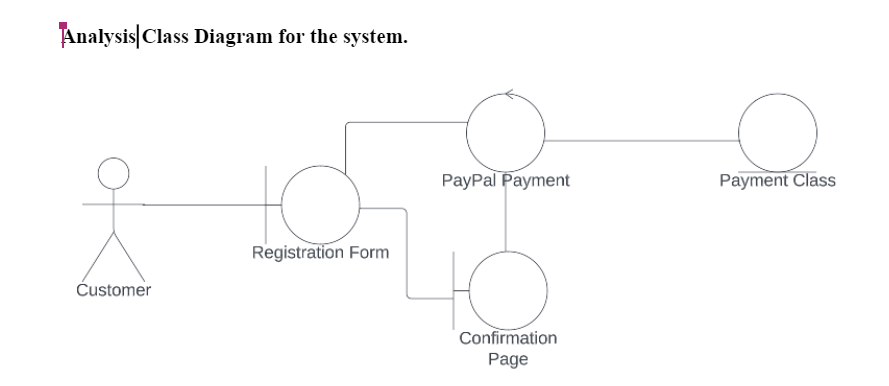 Analysis Class Diagram for the system.
PayPal Payment
Payment Class
Registration Form
Customer
Confirmation
Page